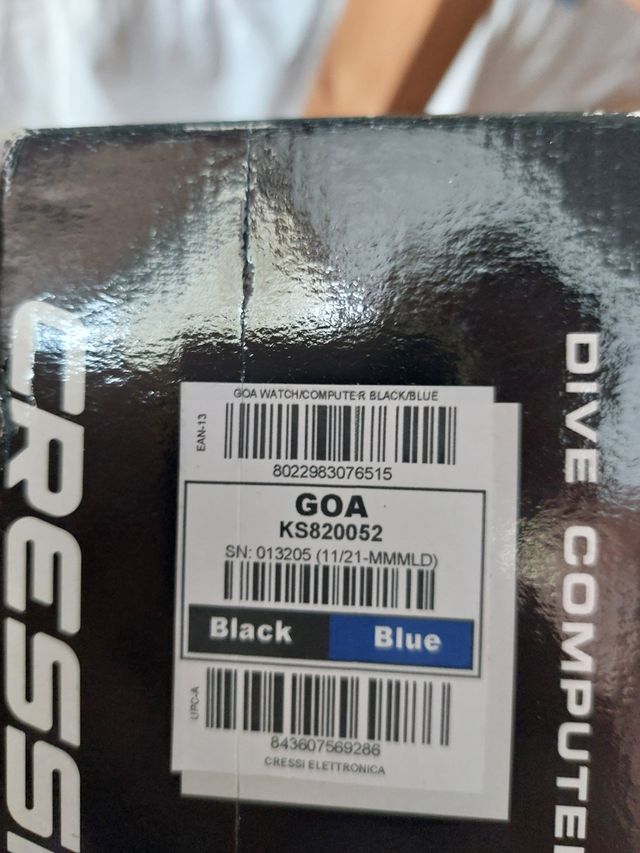 CRESSI
DIVE COMPUTER
GOA WATCH/COMPUTER BLACK/BLUE
EAN-13
8022983076515
GOA
KS820052
SN: 013205 (11/21-MMMLD)
Black Blue
UPC-A
843607569286
CRESSI ELETTRONICA